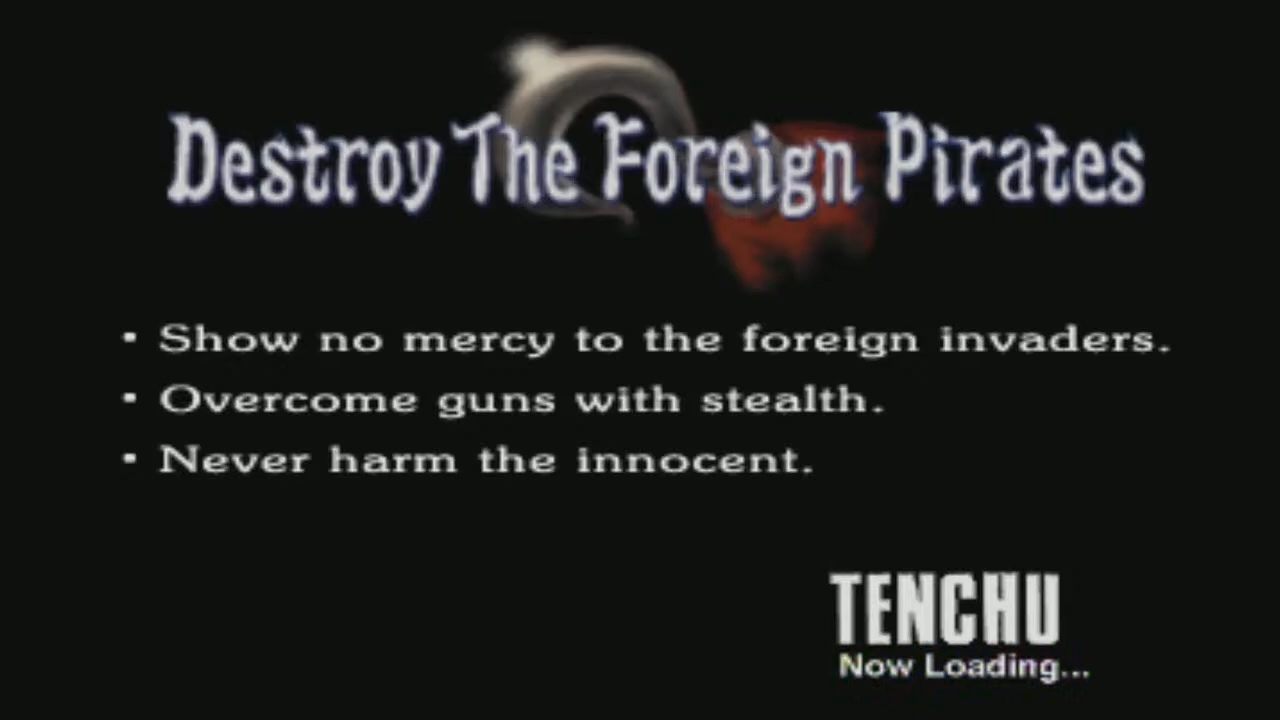 Destroy The Foreign Pirates
▪ Show no mercy to the foreign invaders.
▪ Overcome guns with stealth.
▪ Never harm the innocent.
TENCHU
Now Loading...